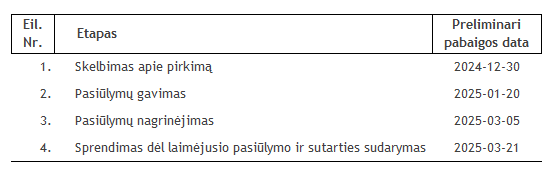 Eil. Nr. Etapas Preliminari pabaigos data
1. Skelbimas apie pirkimą 2024-12-30
2. Pasiūlymų gavimas 2025-01-20
3. Pasiūlymų nagrinėjimas 2025-03-05
4. Sprendimas dėl laimėjusio pasiūlymo ir sutarties sudarymas 2025-03-21